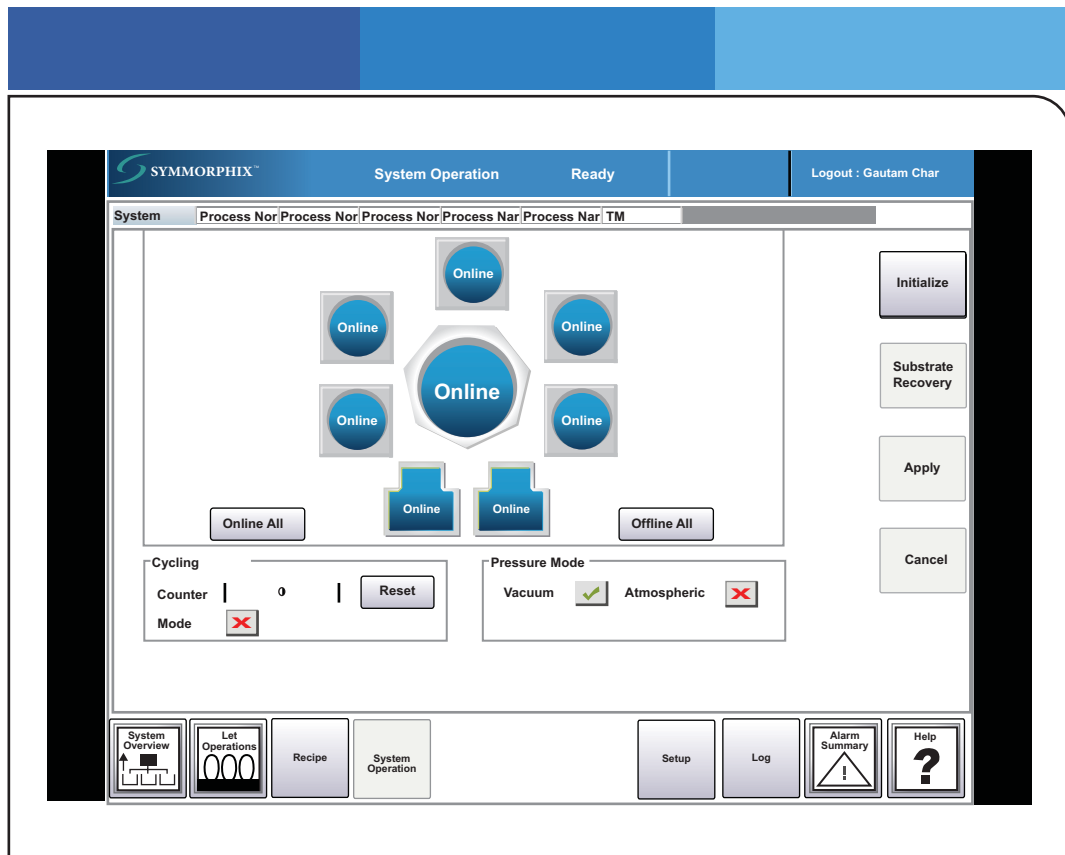 SYMMORPHIX™ System Operation Ready Logout : Gautam Char
System Process Nor Process Nor Process Nor Process Nar Process Nar TM
Online
Online
Online
Online
Online
Online
Online
Online
Online All
Offline All
Initialize
Substrate
Recovery
Apply
Cancel
Cycling
Counter
0
Reset
Mode
Pressure Mode
Vacuum
Atmospheric
System
Overview
Let
Operations
Recipe
System
Operation
Setup
Log
Alarm
Summary
!
Help
?